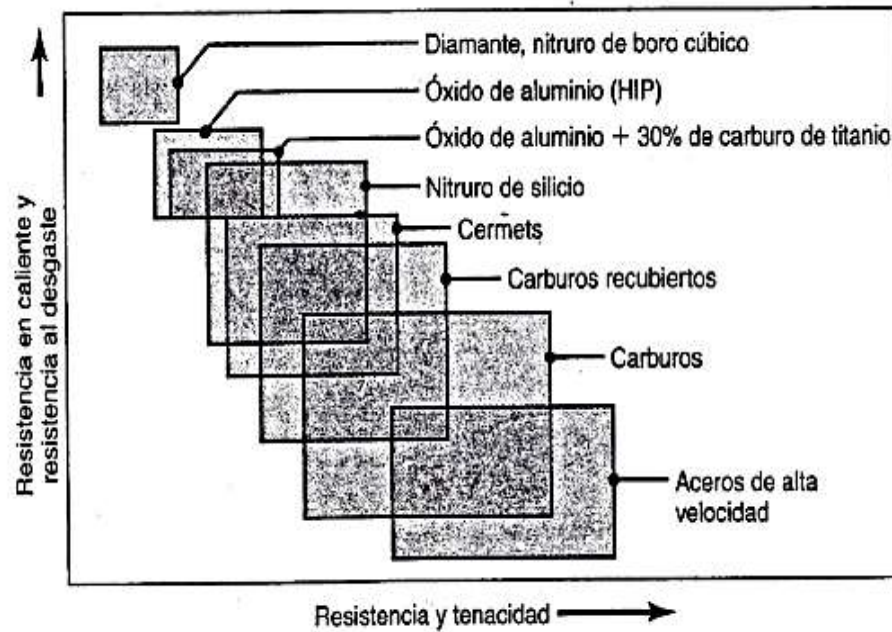 Diamante, nitruro de boro cúbico
Óxido de aluminio (HIP)
Óxido de aluminio + 30% de carburo de titanio
Nitruro de silicio
Cermets
Carburos recubiertos
Carburos
Aceros de alta
velocidad
Resistencia en caliente y
resistencia al desgaste
Resistencia y tenacidad